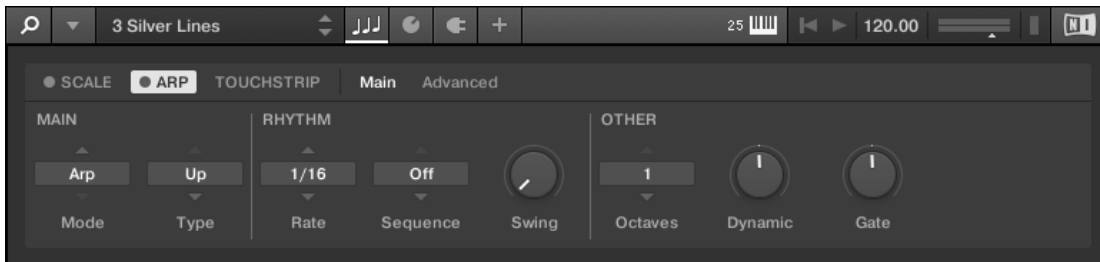 3 Silver Lines + 25 120.00 NI
SCALE ARP TOUCHSTRIP Main Advanced
MAIN RHYTHM OTHER
Arp Up 1/16 Off 1
Mode Type Rate Sequence Swing Octaves Dynamic Gate